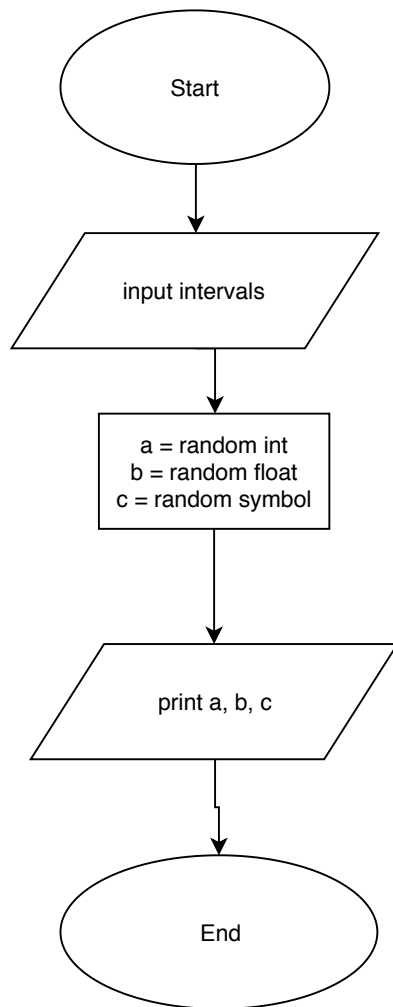 Start
input intervals
a = random int
b = random float
c = random symbol
print a, b, c
End